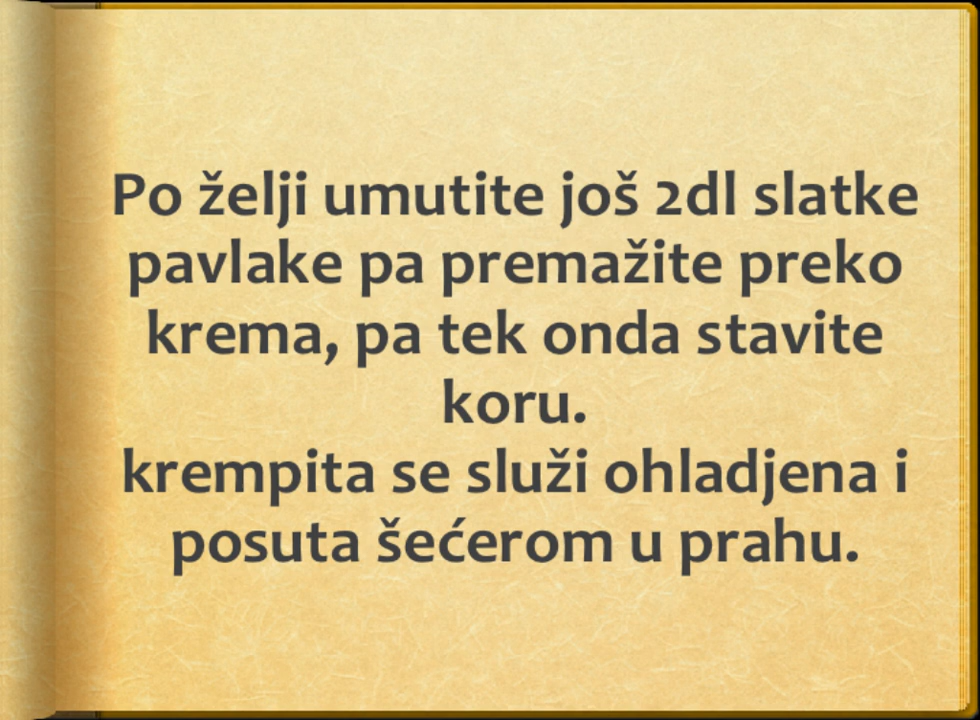 Po želji umutite još 2dl slatke
pavlake pa premažite preko
krema, pa tek onda stavite
koru.
krempita se služi ohladjena i
posuta šećerom u prahu.